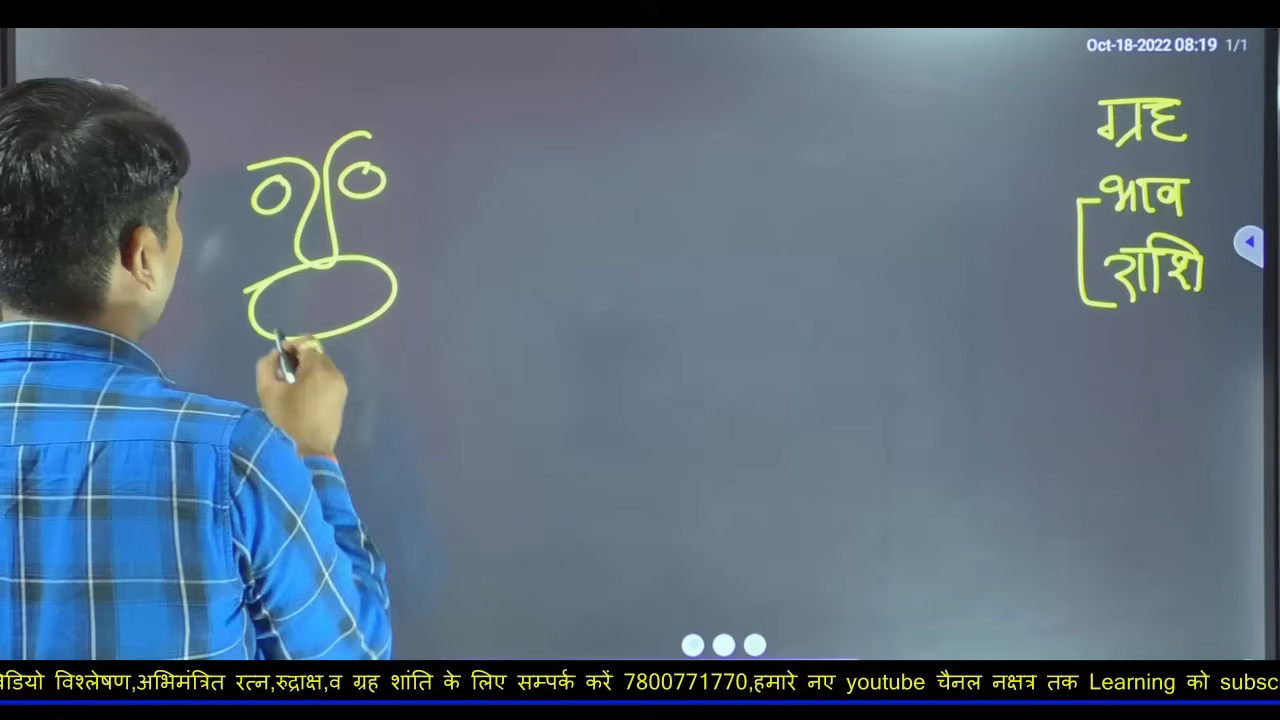 Oct-18-2022 08:19 1/1
ग्रह
भाव
राशि
विश्लेषण,अभिमंत्रित रत्न,रुद्राक्ष,व ग्रह शांति के लिए सम्पर्क करें 7800771770,हमारे नए youtube चैनल नक्षत्र तक Learning को